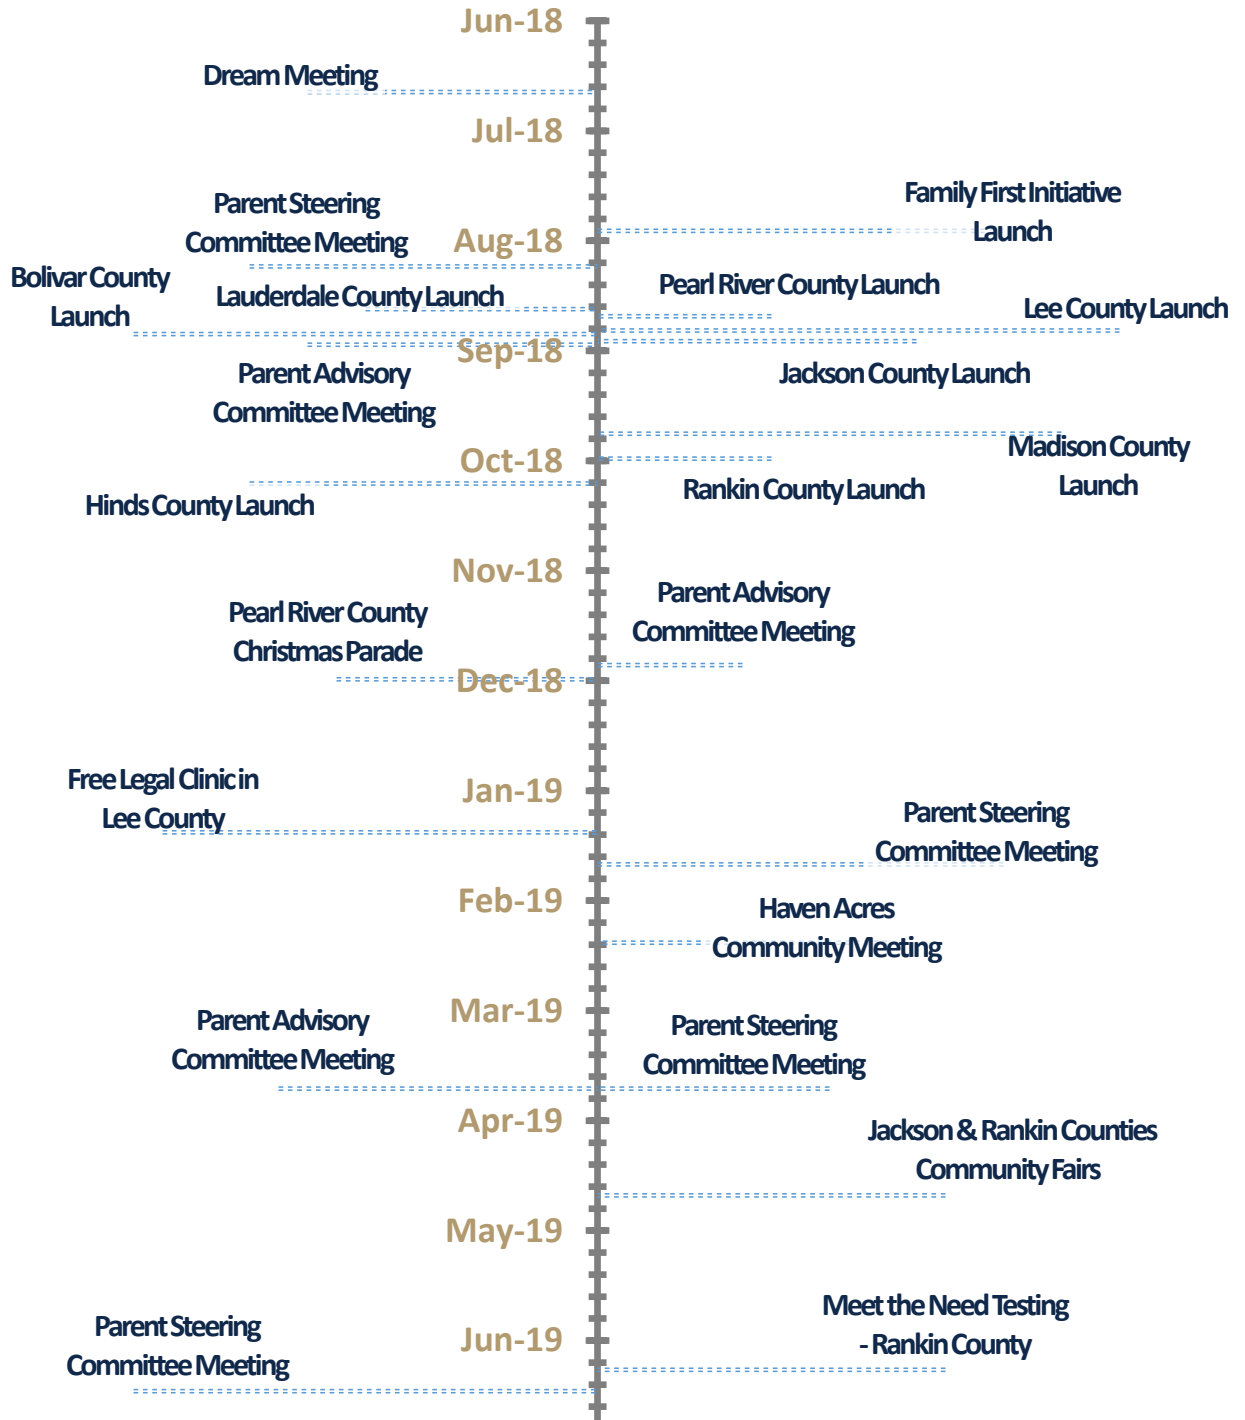 Jun-18
Dream Meeting
Jul-18
Family First Initiative
Launch
Parent Steering
Committee Meeting
Aug-18
Bolivar County
Launch
Lauderdale County Launch
Pearl River County Launch
Lee County Launch
Sep-18
Parent Advisory
Committee Meeting
Jackson County Launch
Madison County
Launch
Oct-18
Rankin County Launch
Hinds County Launch
Nov-18
Parent Advisory
Committee Meeting
Pearl River County
Christmas Parade
Dec-18
Free Legal Clinic in
Lee County
Jan-19
Parent Steering
Committee Meeting
Feb-19
Haven Acres
Community Meeting
Mar-19
Parent Advisory
Committee Meeting
Parent Steering
Committee Meeting
Apr-19
Jackson & Rankin Counties
Community Fairs
May-19
Meet the Need Testing
- Rankin County
Parent Steering
Committee Meeting
Jun-19